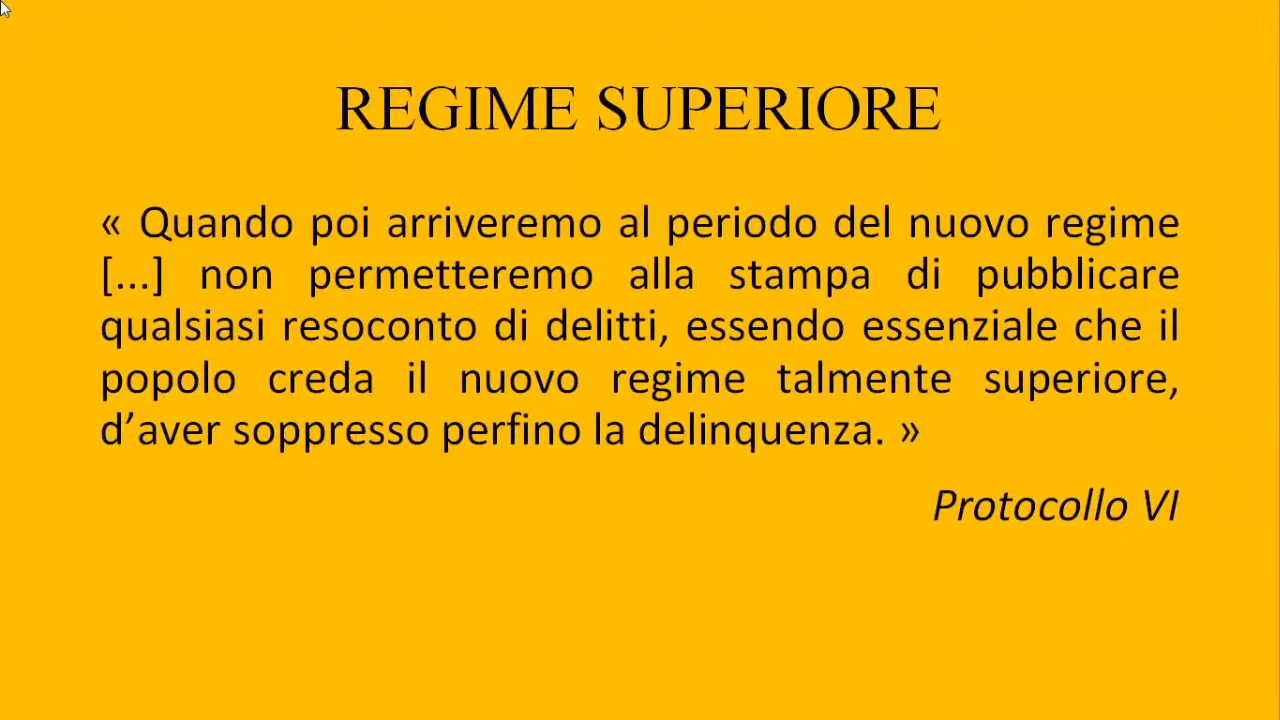 REGIME SUPERIORE
« Quando poi arriveremo al periodo del nuovo regime
[...] non permetteremo alla stampa di pubblicare
qualsiasi resoconto di delitti, essendo essenziale che il
popolo creda il nuovo regime talmente superiore,
d’aver soppresso perfino la delinquenza. »
Protocollo VI